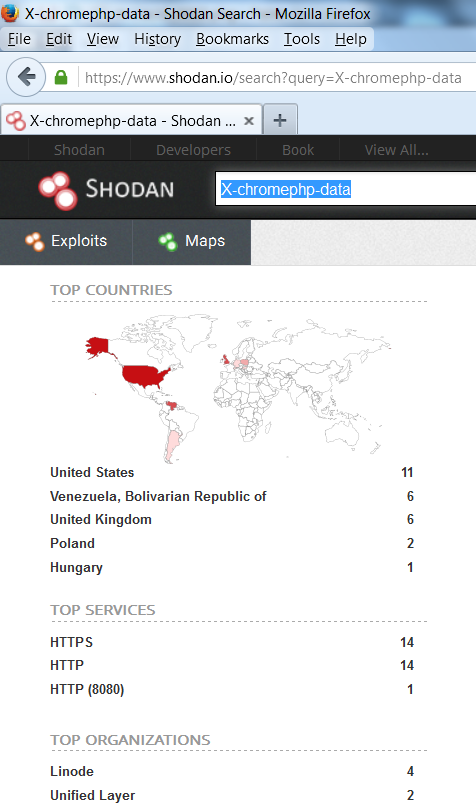 X-chromephp-data - Shodan Search - Mozilla Firefox
File Edit View History Bookmarks Tools Help
https://www.shodan.io/search?query=X-chromephp-data
X-chromephp-data - Shodan ... × +
Shodan Developers Book View All...
SHODAN X-chromephp-data
Exploits Maps
TOP COUNTRIES
United States 11
Venezuela, Bolivarian Republic of 6
United Kingdom 6
Poland 2
Hungary 1
TOP SERVICES
HTTPS 14
HTTP 14
HTTP (8080) 1
TOP ORGANIZATIONS
Linode 4
Unified Layer 2